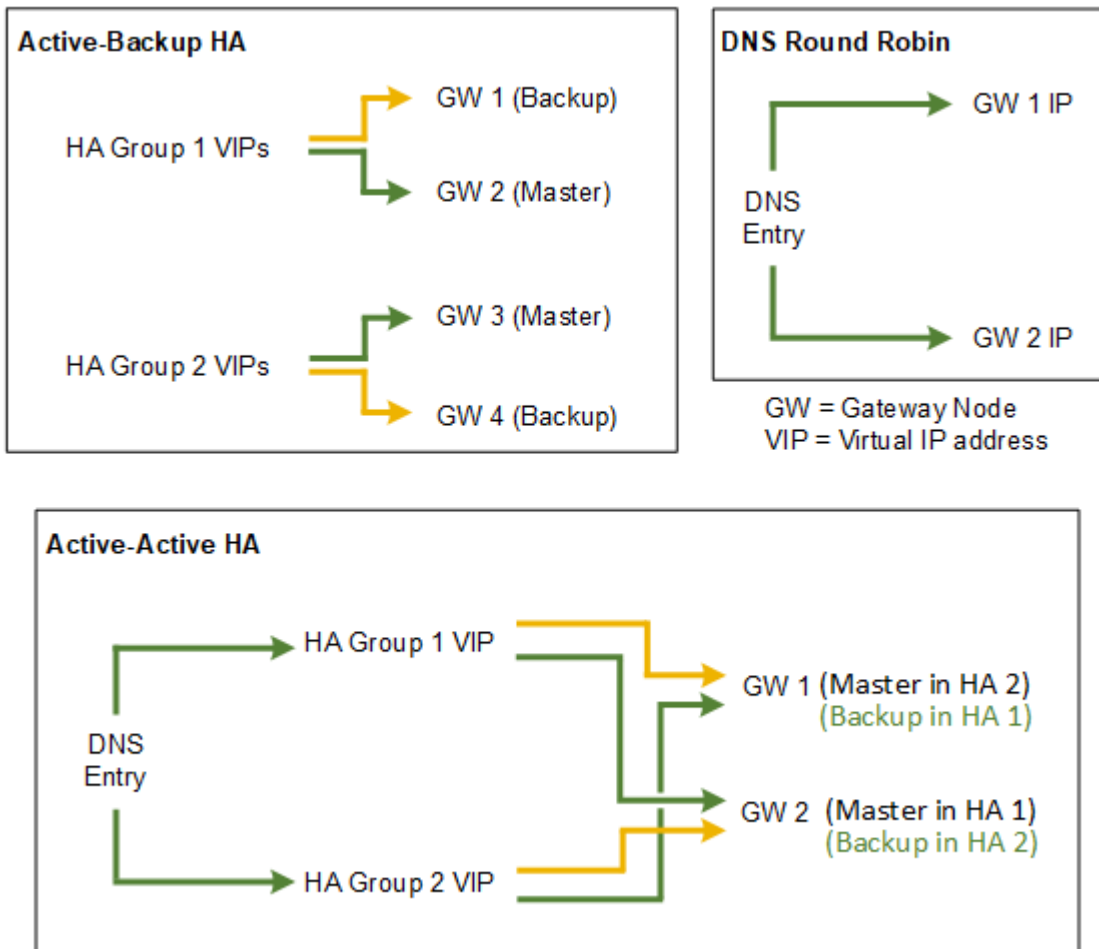 Active-Backup HA
HA Group 1 VIPs
GW 1 (Backup)
GW 2 (Master)
HA Group 2 VIPs
GW 3 (Master)
GW 4 (Backup)
DNS Round Robin
DNS
Entry
GW 1 IP
GW 2 IP
GW = Gateway Node
VIP = Virtual IP address
Active-Active HA
DNS
Entry
HA Group 1 VIP
HA Group 2 VIP
GW 1 (Master in HA 2)
(Backup in HA 1)
GW 2 (Master in HA 1)
(Backup in HA 2)